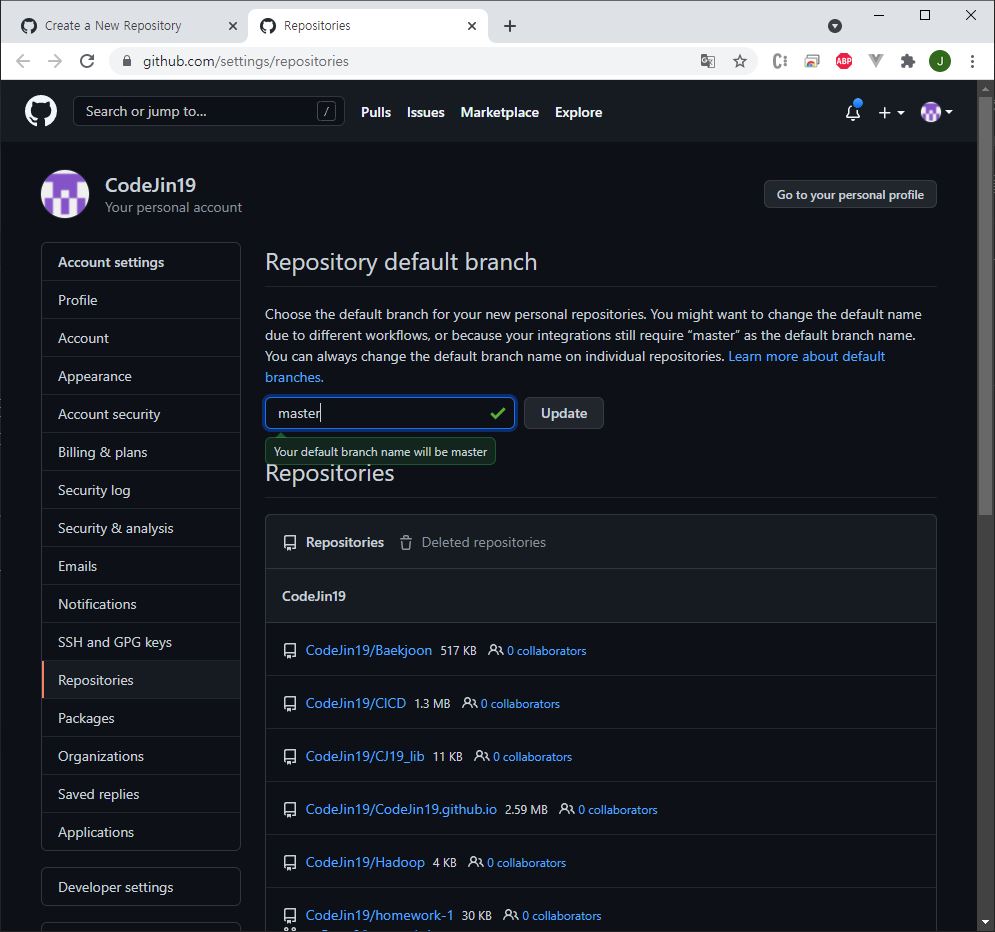 Create a New Repository
Repositories
github.com/settings/repositories
ABP
J
Search or jump to...
/
Pulls
Issues
Marketplace
Explore
CodeJin19
Your personal account
Go to your personal profile
Account settings
Profile
Account
Appearance
Account security
Billing & plans
Security log
Security & analysis
Emails
Notifications
SSH and GPG keys
Repositories
Packages
Organizations
Saved replies
Applications
Developer settings
Repository default branch
Choose the default branch for your new personal repositories. You might want to change the default name
due to different workflows, or because your integrations still require “master” as the default branch name.
You can always change the default branch name on individual repositories. Learn more about default
branches.
master
Update
Your default branch name will be master
Repositories
Repositories
Deleted repositories
CodeJin19
CodeJin19/Baekjoon 517 KB 0 collaborators
CodeJin19/CICD 1.3 MB 0 collaborators
CodeJin19/CJ19_lib 11 KB 0 collaborators
CodeJin19/CodeJin19.github.io 2.59 MB 0 collaborators
CodeJin19/Hadoop 4 KB 0 collaborators
CodeJin19/homework-1 30 KB 0 collaborators